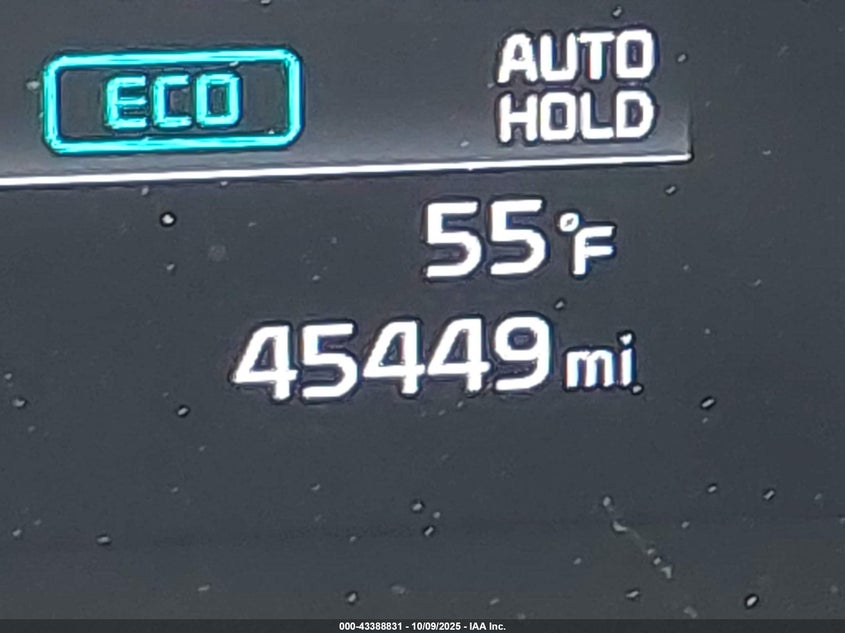 ECO
AUTO
HOLD
55°F
45449 mi
000-43388831 - 10/09/2025 - IAA Inc.